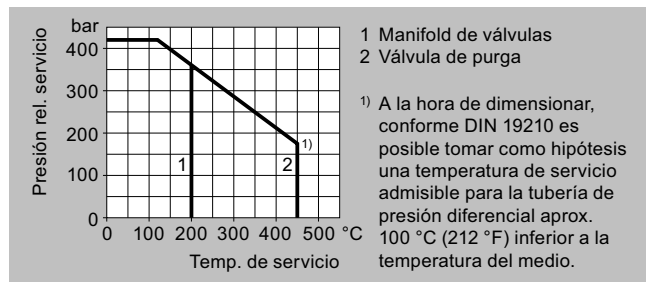 bar
400
300
200
100
0
Presión rel. servicio
1
2
1)
0 100 200 300 400 500 °C
Temp. de servicio
1 Manifold de válvulas
2 Válvula de purga
1) A la hora de dimensionar,
conforme DIN 19210 es
posible tomar como hipótesis
una temperatura de servicio
admisible para la tubería de
presión diferencial aprox.
100 °C (212 °F) inferior a la
temperatura del medio.